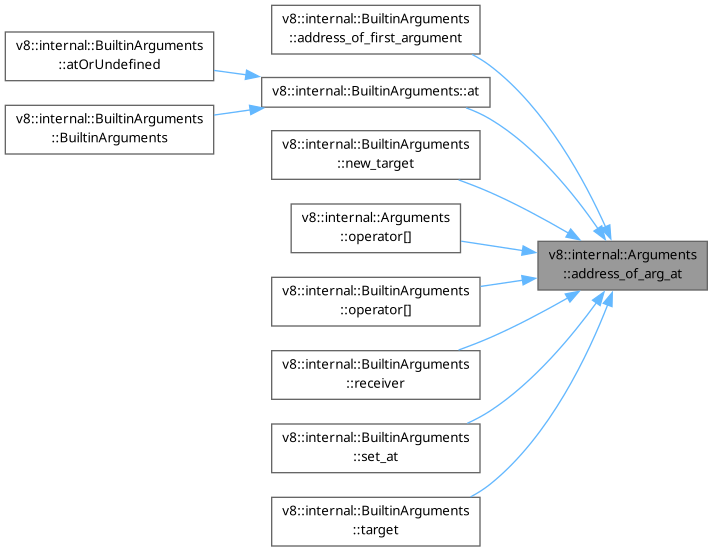 v8::internal::BuiltinArguments
::atOrUndefined
v8::internal::BuiltinArguments
::BuiltinArguments
v8::internal::BuiltinArguments
::address_of_first_argument
v8::internal::BuiltinArguments::at
v8::internal::BuiltinArguments
::new_target
v8::internal::Arguments
::operator[]
v8::internal::BuiltinArguments
::operator[]
v8::internal::BuiltinArguments
::receiver
v8::internal::BuiltinArguments
::set_at
v8::internal::BuiltinArguments
::target
v8::internal::Arguments
::address_of_arg_at